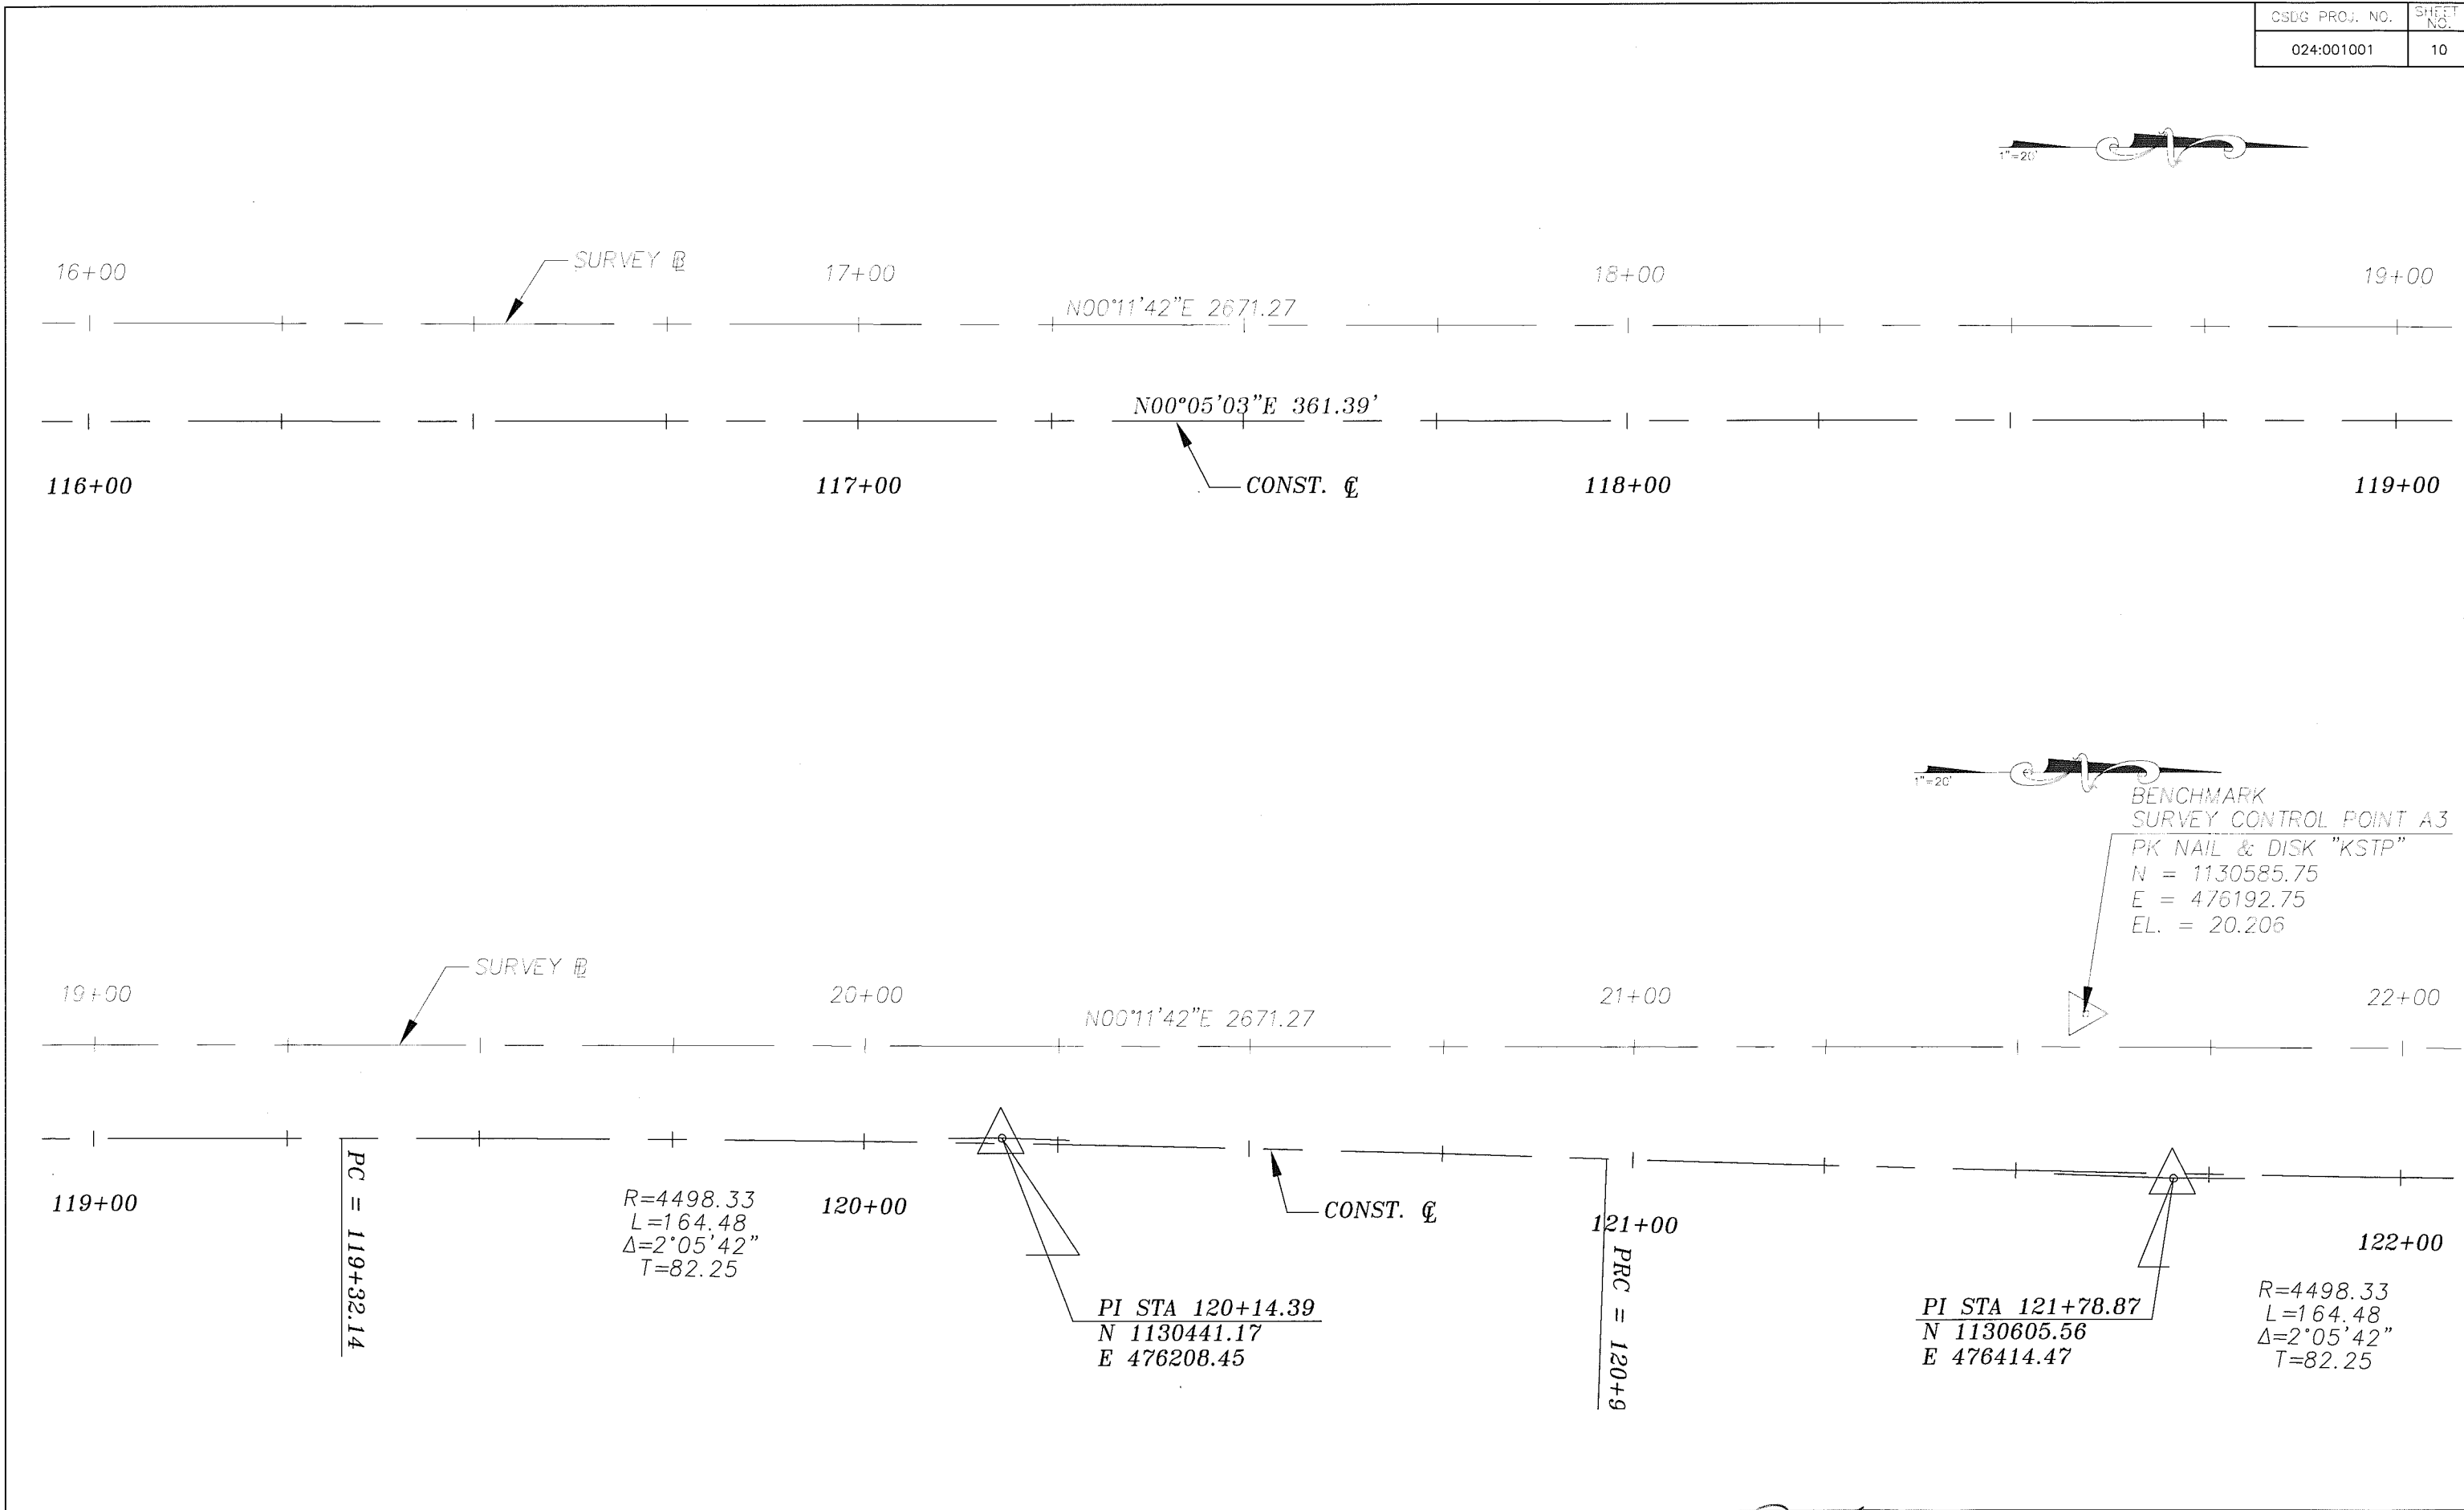 CSDG PROJ. NO.
SHEET NO.
024:001001
10
1"=20'
SURVEY ℄
16+00
17+00
18+00
19+00
N00°11'42"E 2671.27
N00°05'03"E 361.39'
116+00
117+00
CONST. ℄
118+00
119+00
1"=20'
BENCHMARK
SURVEY CONTROL POINT A3
PK NAIL & DISK "KSTP"
N = 1130585.75
E = 476192.75
EL. = 20.206
SURVEY
19+00
20+00
21+00
22+00
N00°11'42"E 2671.27
119+00
PC = 119+32.14
R=4498.33
L=164.48
Δ=2°05'42"
T=82.25
120+00
CONST. ℄
121+00
122+00
PRC = 120+9
PI STA 120+14.39
N 1130441.17
E 476208.45
PI STA 121+78.87
N 1130605.56
E 476414.47
R=4498.33
L=164.48
Δ=2°05'42"
T=82.25